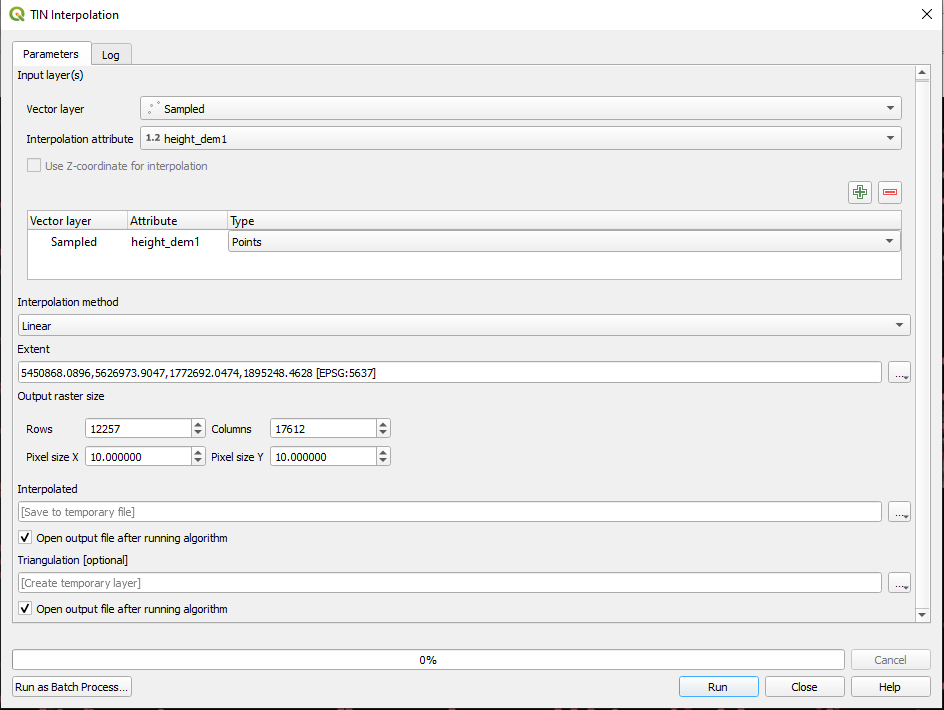 TIN Interpolation
Parameters Log
Input layer(s)
Vector layer Sampled
Interpolation attribute 1.2 height_dem1
Use Z-coordinate for interpolation
Vector layer Attribute Type
Sampled height_dem1 Points
Interpolation method
Linear
Extent
5450868.0896,5626973.9047,1772692.0474,1895248.4628 [EPSG:5637]
...
Output raster size
Rows 12257 Columns 17612
Pixel size X 10.000000 Pixel size Y 10.000000
Interpolated
[Save to temporary file]
...
Open output file after running algorithm
Triangulation [optional]
[Create temporary layer]
...
Open output file after running algorithm
0% Cancel
Run as Batch Process... Run Close Help